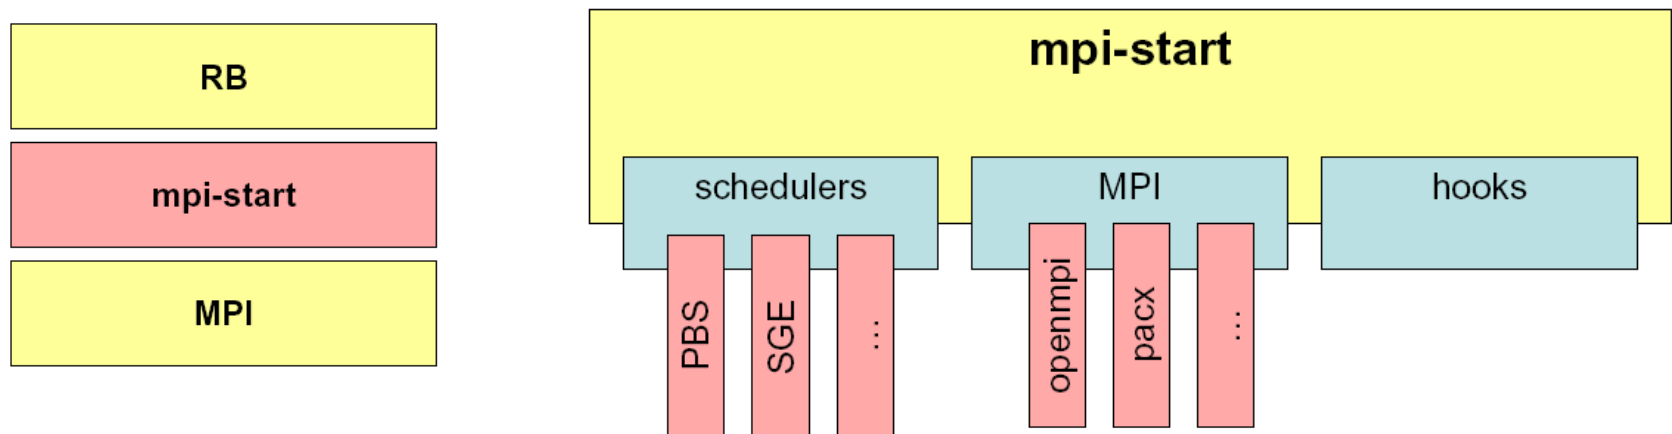 RB
mpi-start
MPI
mpi-start
schedulers
MPI
hooks
PBS
SGE
...
openmpi
pacx
...